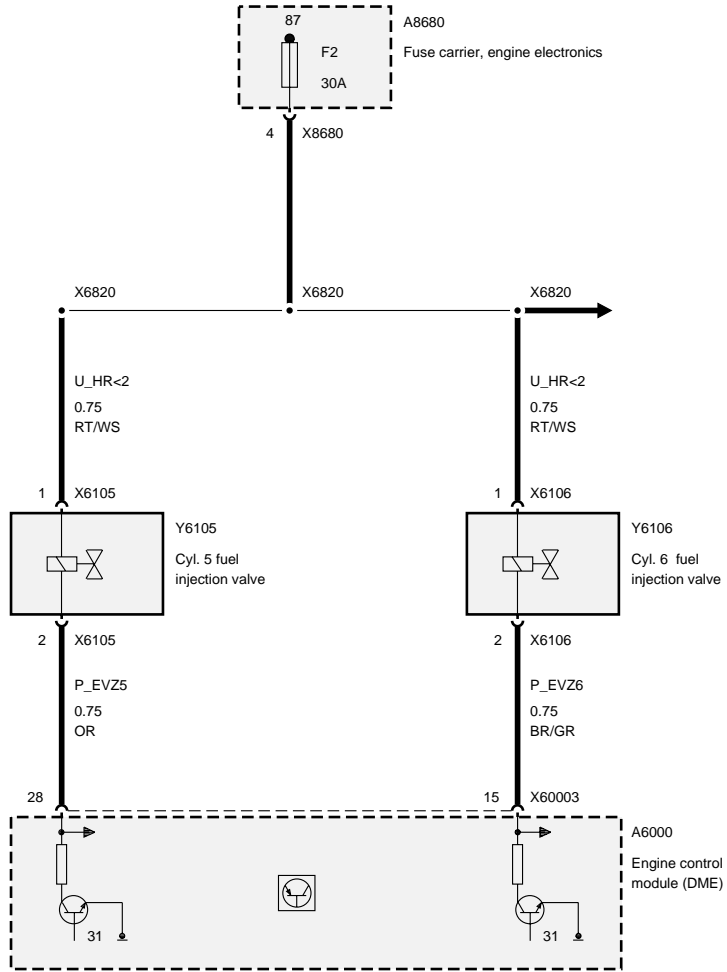 87
A8680
F2
Fuse carrier, engine electronics
30A
4
X8680
X6820
X6820
X6820
U_HR<2
0.75
RT/WS
U_HR<2
0.75
RT/WS
1
X6105
1
X6106
Y6105
Cyl. 5 fuel
injection valve
Y6106
Cyl. 6 fuel
injection valve
2
X6105
2
X6106
P_EVZ5
0.75
OR
P_EVZ6
0.75
BR/GR
28
15
X60003
A6000
Engine control
module (DME)
31
31